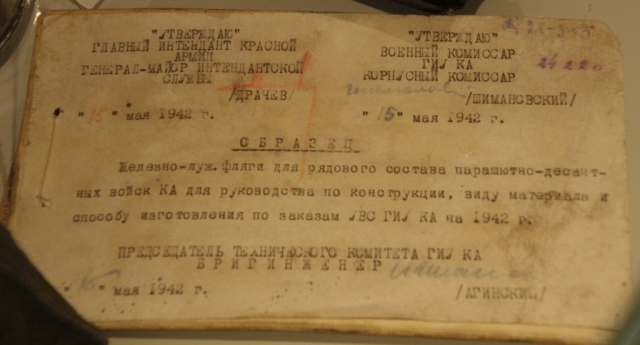 "УТВЕРЖДАЮ"
ГЛАВНЫЙ ИНТЕНДАНТ КРАСНОЙ
АРМИИ
ГЕНЕРАЛ-МАЙОР ИНТЕНДАНТСКОЙ
СЛУЖБЫ
/ДРАЧЕВ/
"15" мая 1942 г.
"УТВЕРЖДАЮ"
ВОЕННЫЙ КОМИССАР
ГИУ КА
КОРПУСНЫЙ КОМИССАР
/ШИМАНОВСКИЙ/
"15" мая 1942 г.
24220
ОБРАЗЕЦ
Железно-луж. фляги для рядового состава парашютно-десант-
ных войск КА для руководства по конструкции, виду материала и
способу изготовления по заказам УВС ГИУ КА на 1942 г.
ПРЕДСЕДАТЕЛЬ ТЕХНИЧЕСКОГО КОМИТЕТА ГИУ КА
БРИГИНЖЕНЕР
/АГИНСКИЙ/
"15" мая 1942 г.